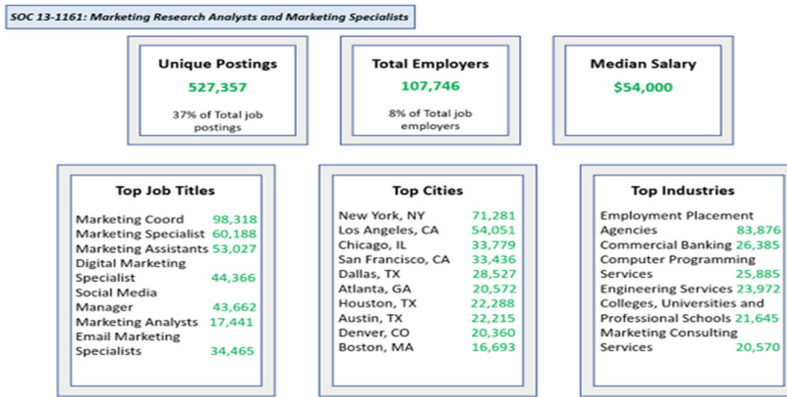 SOC 13-1161: Marketing Research Analysts and Marketing Specialists
Unique Postings
527,357
37% of Total job
postings
Total Employers
107,746
8% of Total job
employers
Median Salary
$54,000
Top Job Titles
Marketing Coord 98,318
Marketing Specialist 60,188
Marketing Assistants 53,027
Digital Marketing
Specialist 44,366
Social Media
Manager 43,662
Marketing Analysts 17,441
Email Marketing
Specialists 34,465
Top Cities
New York, NY 71,281
Los Angeles, CA 54,051
Chicago, IL 33,779
San Francisco, CA 33,436
Dallas, TX 28,527
Atlanta, GA 20,572
Houston, TX 22,288
Austin, TX 22,215
Denver, CO 20,360
Boston, MA 16,693
Top Industries
Employment Placement
Agencies 83,876
Commercial Banking 26,385
Computer Programming
Services 25,885
Engineering Services 23,972
Colleges, Universities and
Professional Schools 21,645
Marketing Consulting
Services 20,570